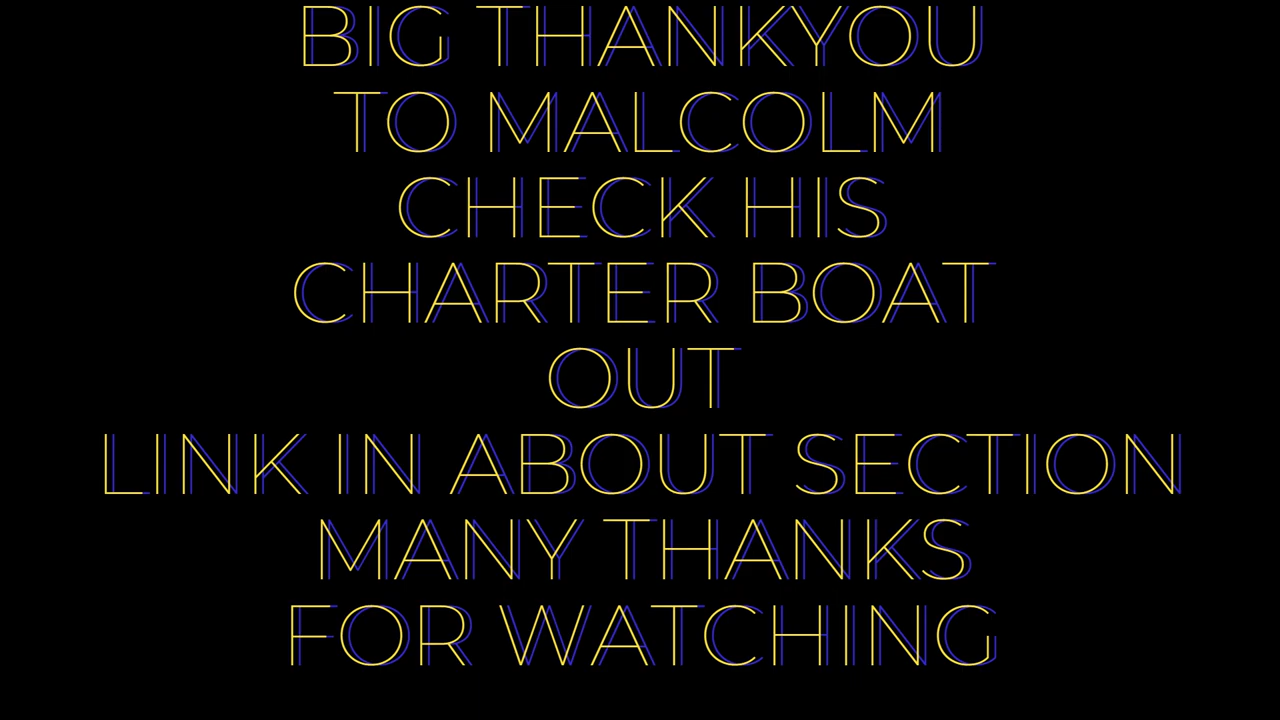 BIG THANKYOU
TO MALCOLM
CHECK HIS
CHARTER BOAT
OUT
LINK IN ABOUT SECTION
MANY THANKS
FOR WATCHING